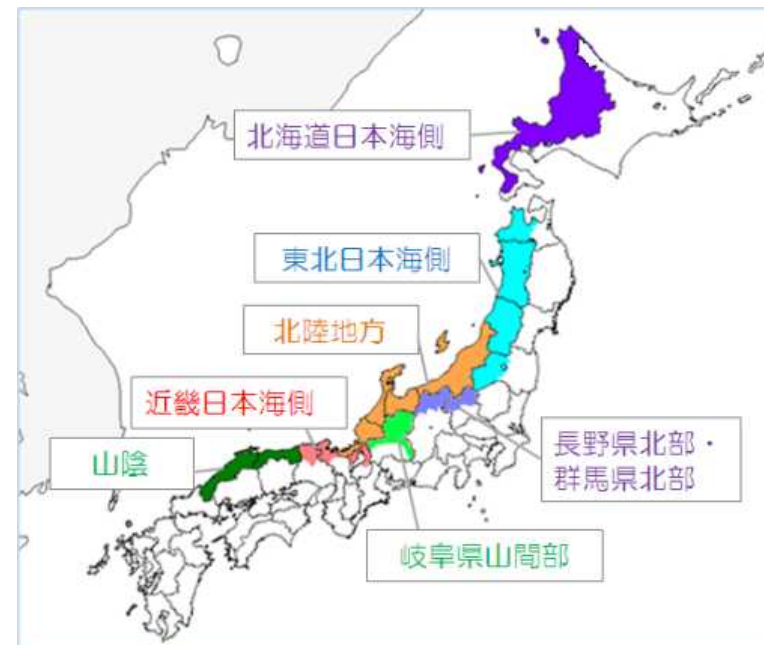 北海道日本海側
東北日本海側
北陸地方
近畿日本海側
山陰
長野県北部・
群馬県北部
岐阜県山間部